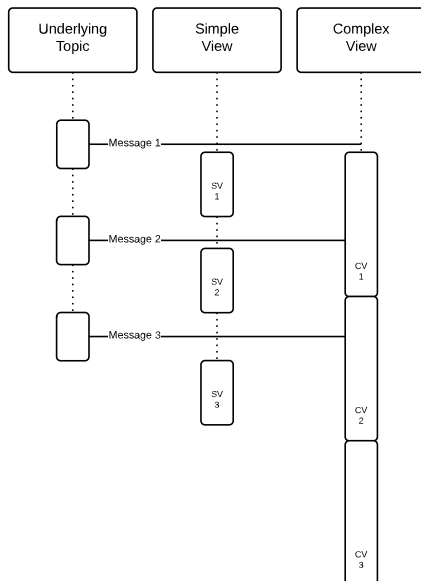 Underlying
Topic
Simple
View
Complex
View
Message 1
SV
1
Message 2
CV
1
SV
2
Message 3
SV
3
CV
2
CV
3